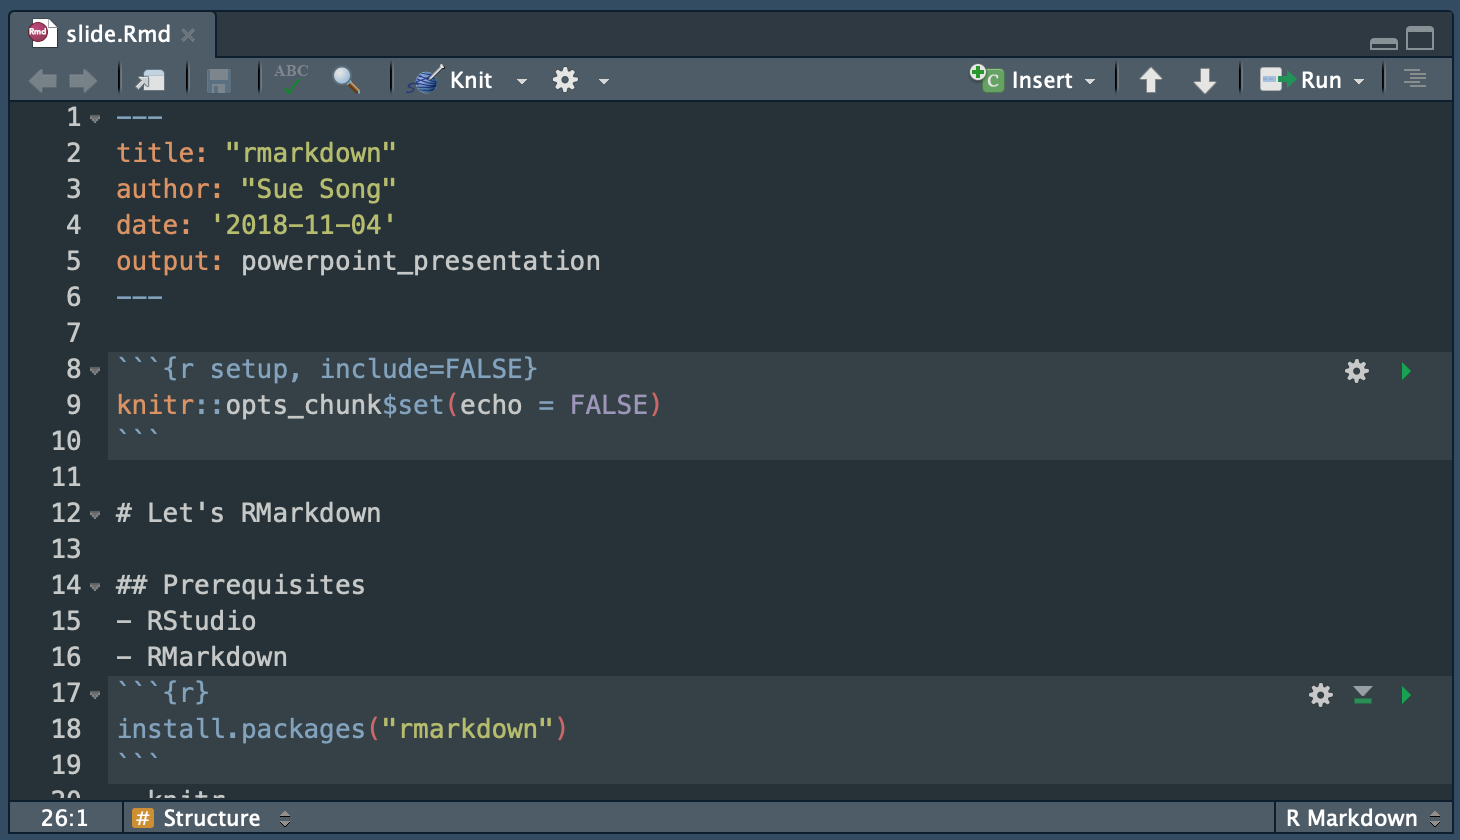 slide.Rmd
ABC Knit Insert Run
1 ---
2 title: "rmarkdown"
3 author: "Sue Song"
4 date: '2018-11-04'
5 output: powerpoint_presentation
6 ---
7
8 ```{r setup, include=FALSE}
9 knitr::opts_chunk$set(echo = FALSE)
10 ```
11
12 # Let's RMarkdown
13
14 ## Prerequisites
15 - RStudio
16 - RMarkdown
17 ```{r}
18 install.packages("rmarkdown")
19 ```
20 - knitr
26:1 # Structure R Markdown